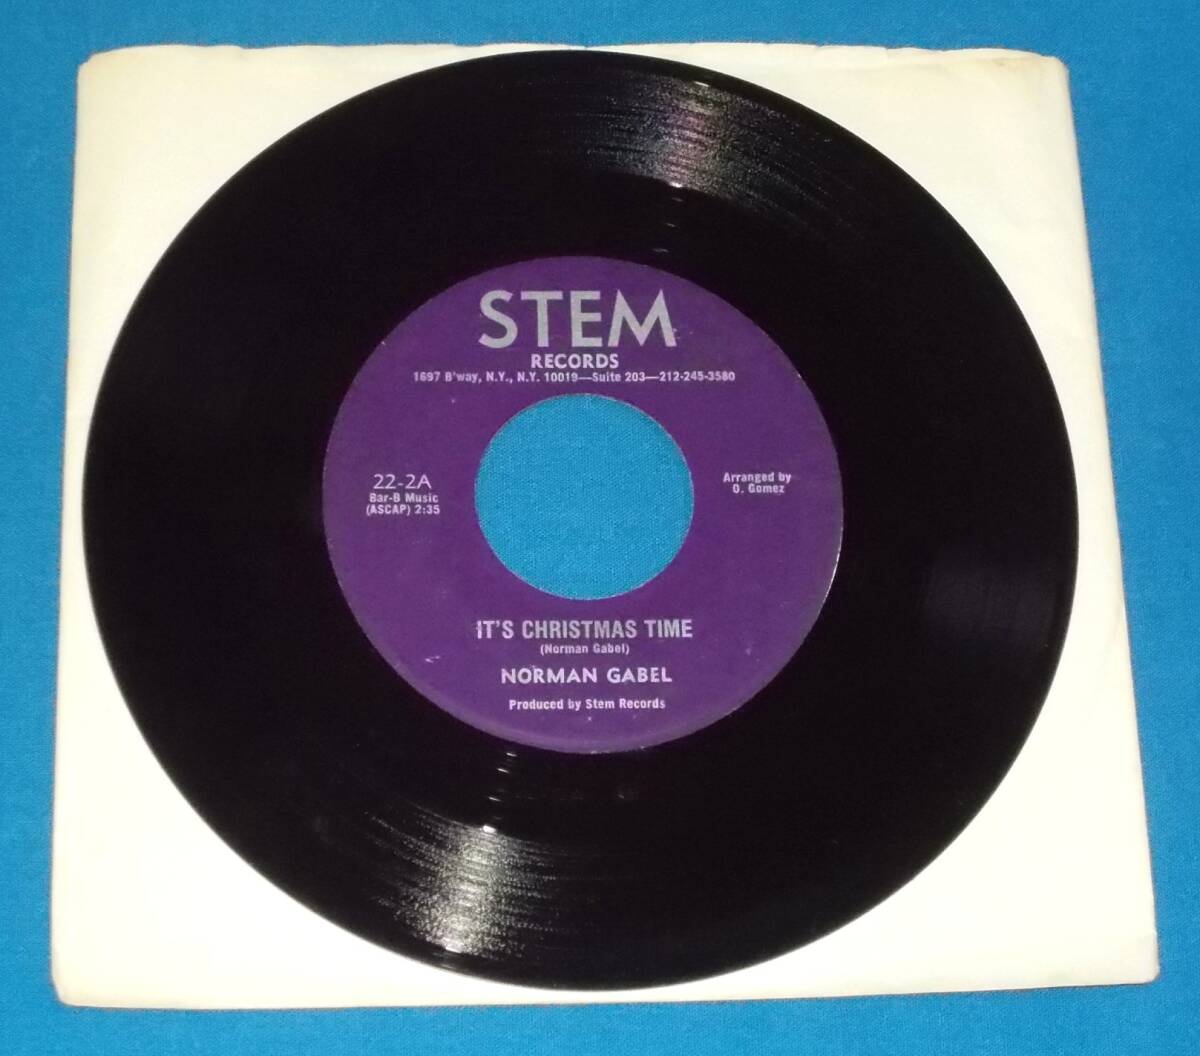 STEM
RECORDS
1697 B'way, N.Y., N.Y. 10019—Suite 203—212-245-3580
22-2A
Bar-B Music
(ASCAP) 2:35
Arranged by
O. Gomez
IT'S CHRISTMAS TIME
(Norman Gabel)
NORMAN GABEL
Produced by Stem Records